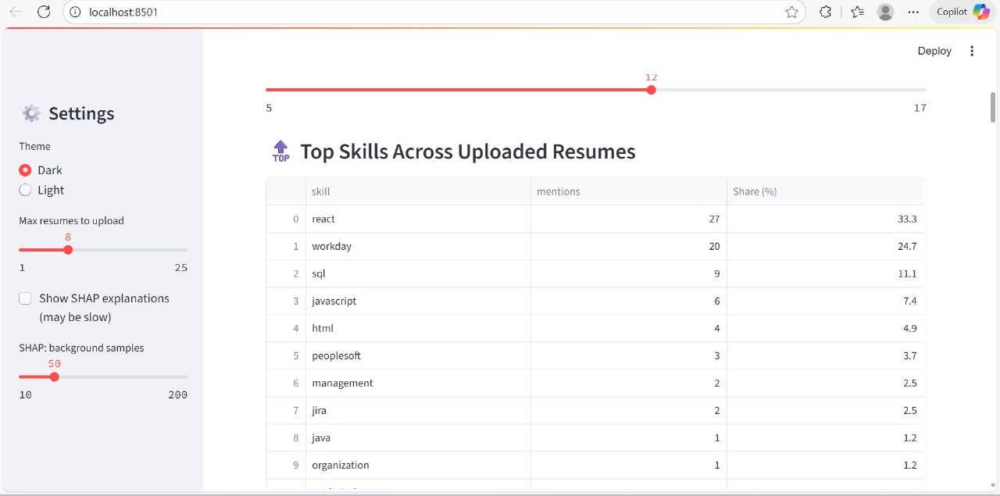 localhost:8501
Copilot
Deploy
Settings
Theme
Dark
Light
Max resumes to upload
8
1 25
Show SHAP explanations
(may be slow)
SHAP: background samples
50
10 200
12
5 17
TOP Top Skills Across Uploaded Resumes
skill mentions Share (%)
0 react 27 33.3
1 workday 20 24.7
2 sql 9 11.1
3 javascript 6 7.4
4 html 4 4.9
5 peoplesoft 3 3.7
6 management 2 2.5
7 jira 2 2.5
8 java 1 1.2
9 organization 1 1.2